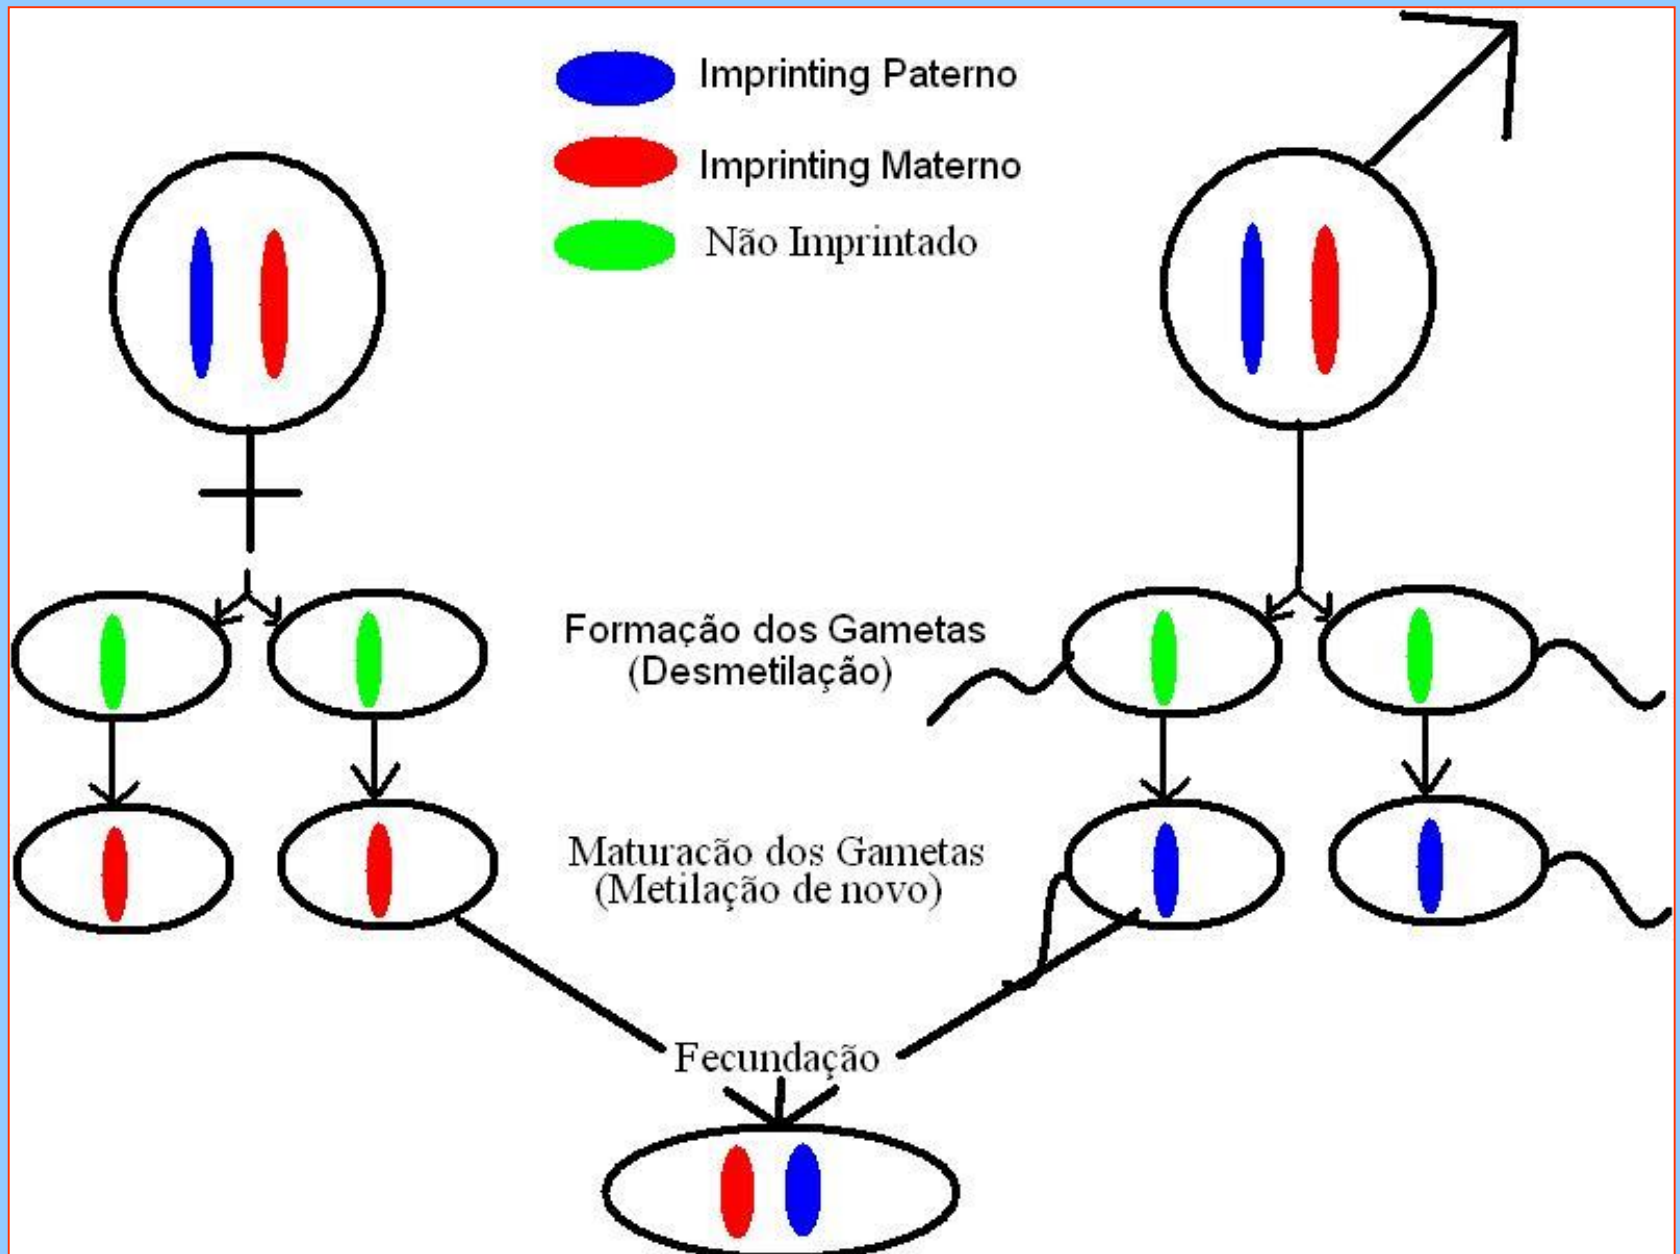 Imprinting Paterno
Imprinting Materno
Não Imprintado
Formação dos Gametas
(Desmetilação)
Maturacão dos Gametas
(Metilação de novo)
Fecundação